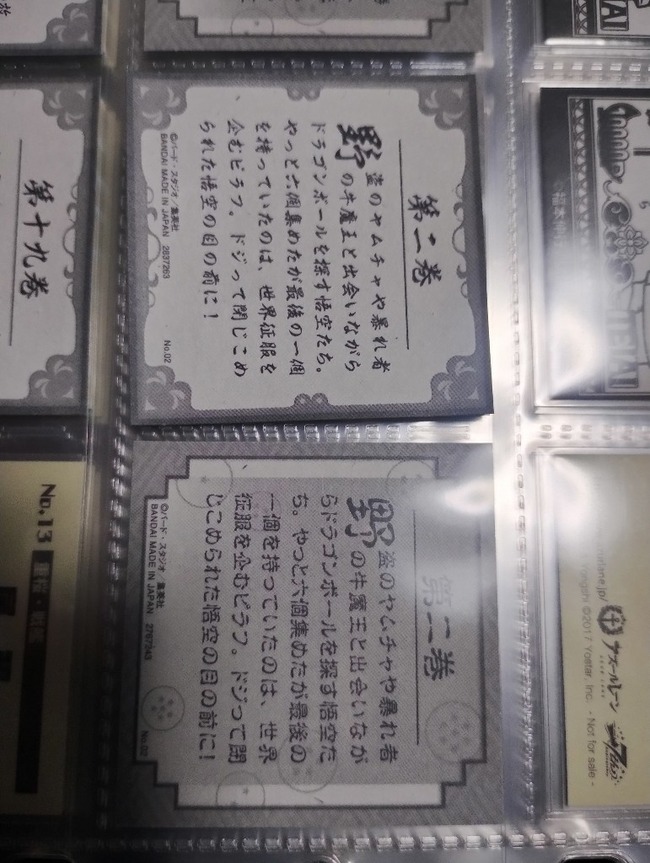 第二巻
野盗のヤムチャや暴れ者
の牛魔王と出会いながら
ドラゴンボールを探す悟空たち。
やっと六個集めたが最後の一個
を持っていたのは、世界征服を
企むピラフ。ドジって閉じこめ
られた悟空の目の前に！
©バード・スタジオ／集英社
BANDAI MADE IN JAPAN 2637263
No.02
第十九巻
第二巻
野盗のヤムチャや暴れ者
の牛魔王と出会いなが
らドラゴンボールを探す悟空た
ち。やっと六個集めたが最後の
一個を持っていたのは、世界
征服を企むピラフ。ドジって閉
じこめられた悟空の目の前に！
©バード・スタジオ／集英社
BANDAI MADE IN JAPAN 2767343
No.02
No.13
アズールレーン
©2017 Yostar, Inc.
- Not for sale -